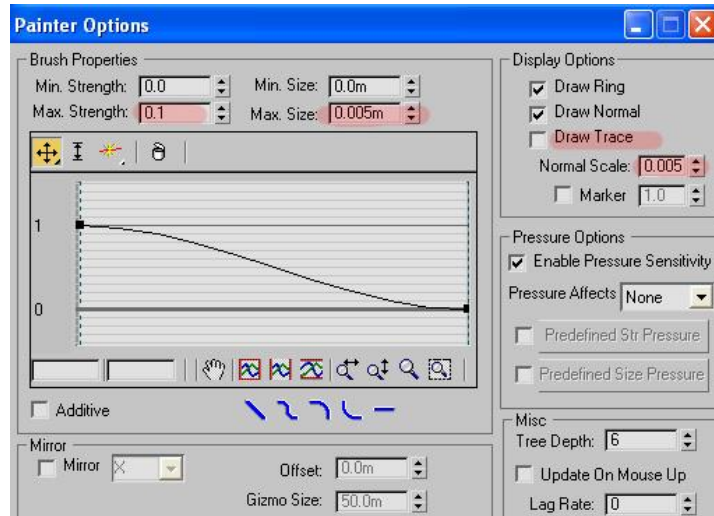 Painter Options
Brush Properties
Min. Strength: 0.0 Min. Size: 0.0m
Max. Strength: 0.1 Max. Size: 0.005m
1
0
Additive
Mirror
Mirror X Offset: 0.0m
Gizmo Size: 50.0m
Display Options
Draw Ring
Draw Normal
Draw Trace
Normal Scale: 0.005
Marker 1.0
Pressure Options
Enable Pressure Sensitivity
Pressure Affects None
Predefined Str Pressure
Predefined Size Pressure
Misc
Tree Depth: 6
Update On Mouse Up
Lag Rate: 0